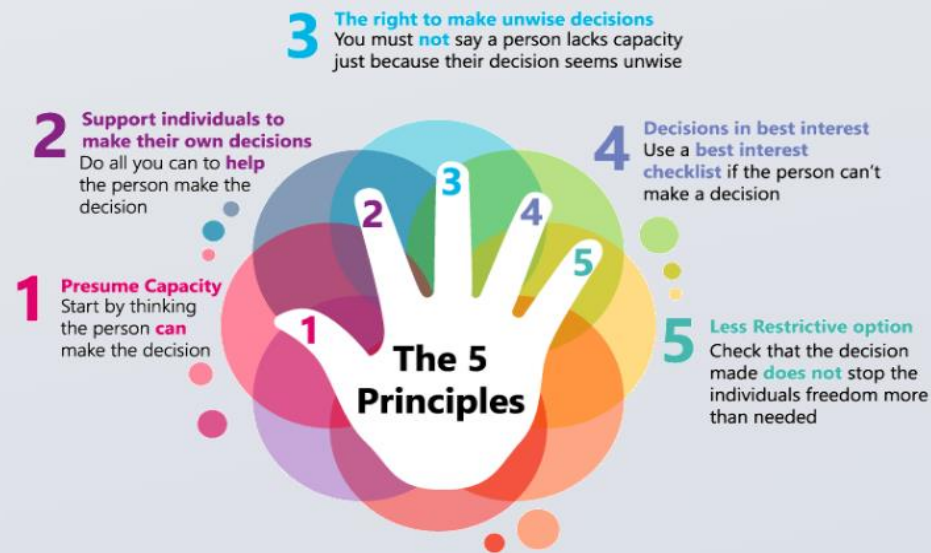 1
Presume Capacity
Start by thinking
the person can
make the decision
2
Support individuals to
make their own decisions
Do all you can to help
the person make the
decision
3
The right to make unwise decisions
You must not say a person lacks capacity
just because their decision seems unwise
4
Decisions in best interest
Use a best interest
checklist if the person can't
make a decision
5
Less Restrictive option
Check that the decision
made does not stop the
individuals freedom more
than needed
1
2
3
4
5
The 5
Principles